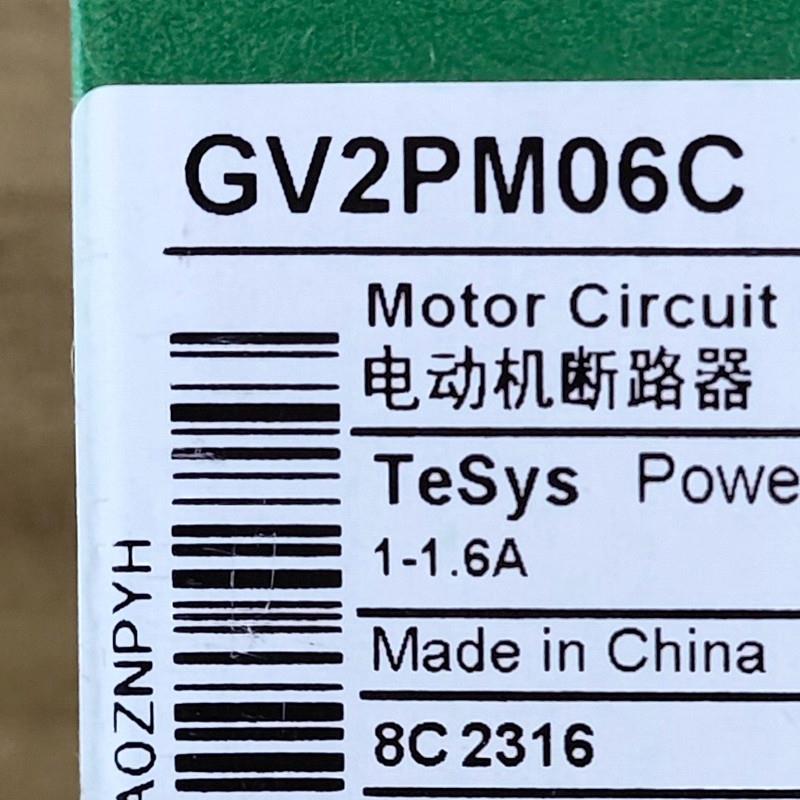 GV2PM06C
Motor Circuit
电动机断路器
TeSys Powe
1-1.6A
Made in China
8C 2316
A0ZNPYH